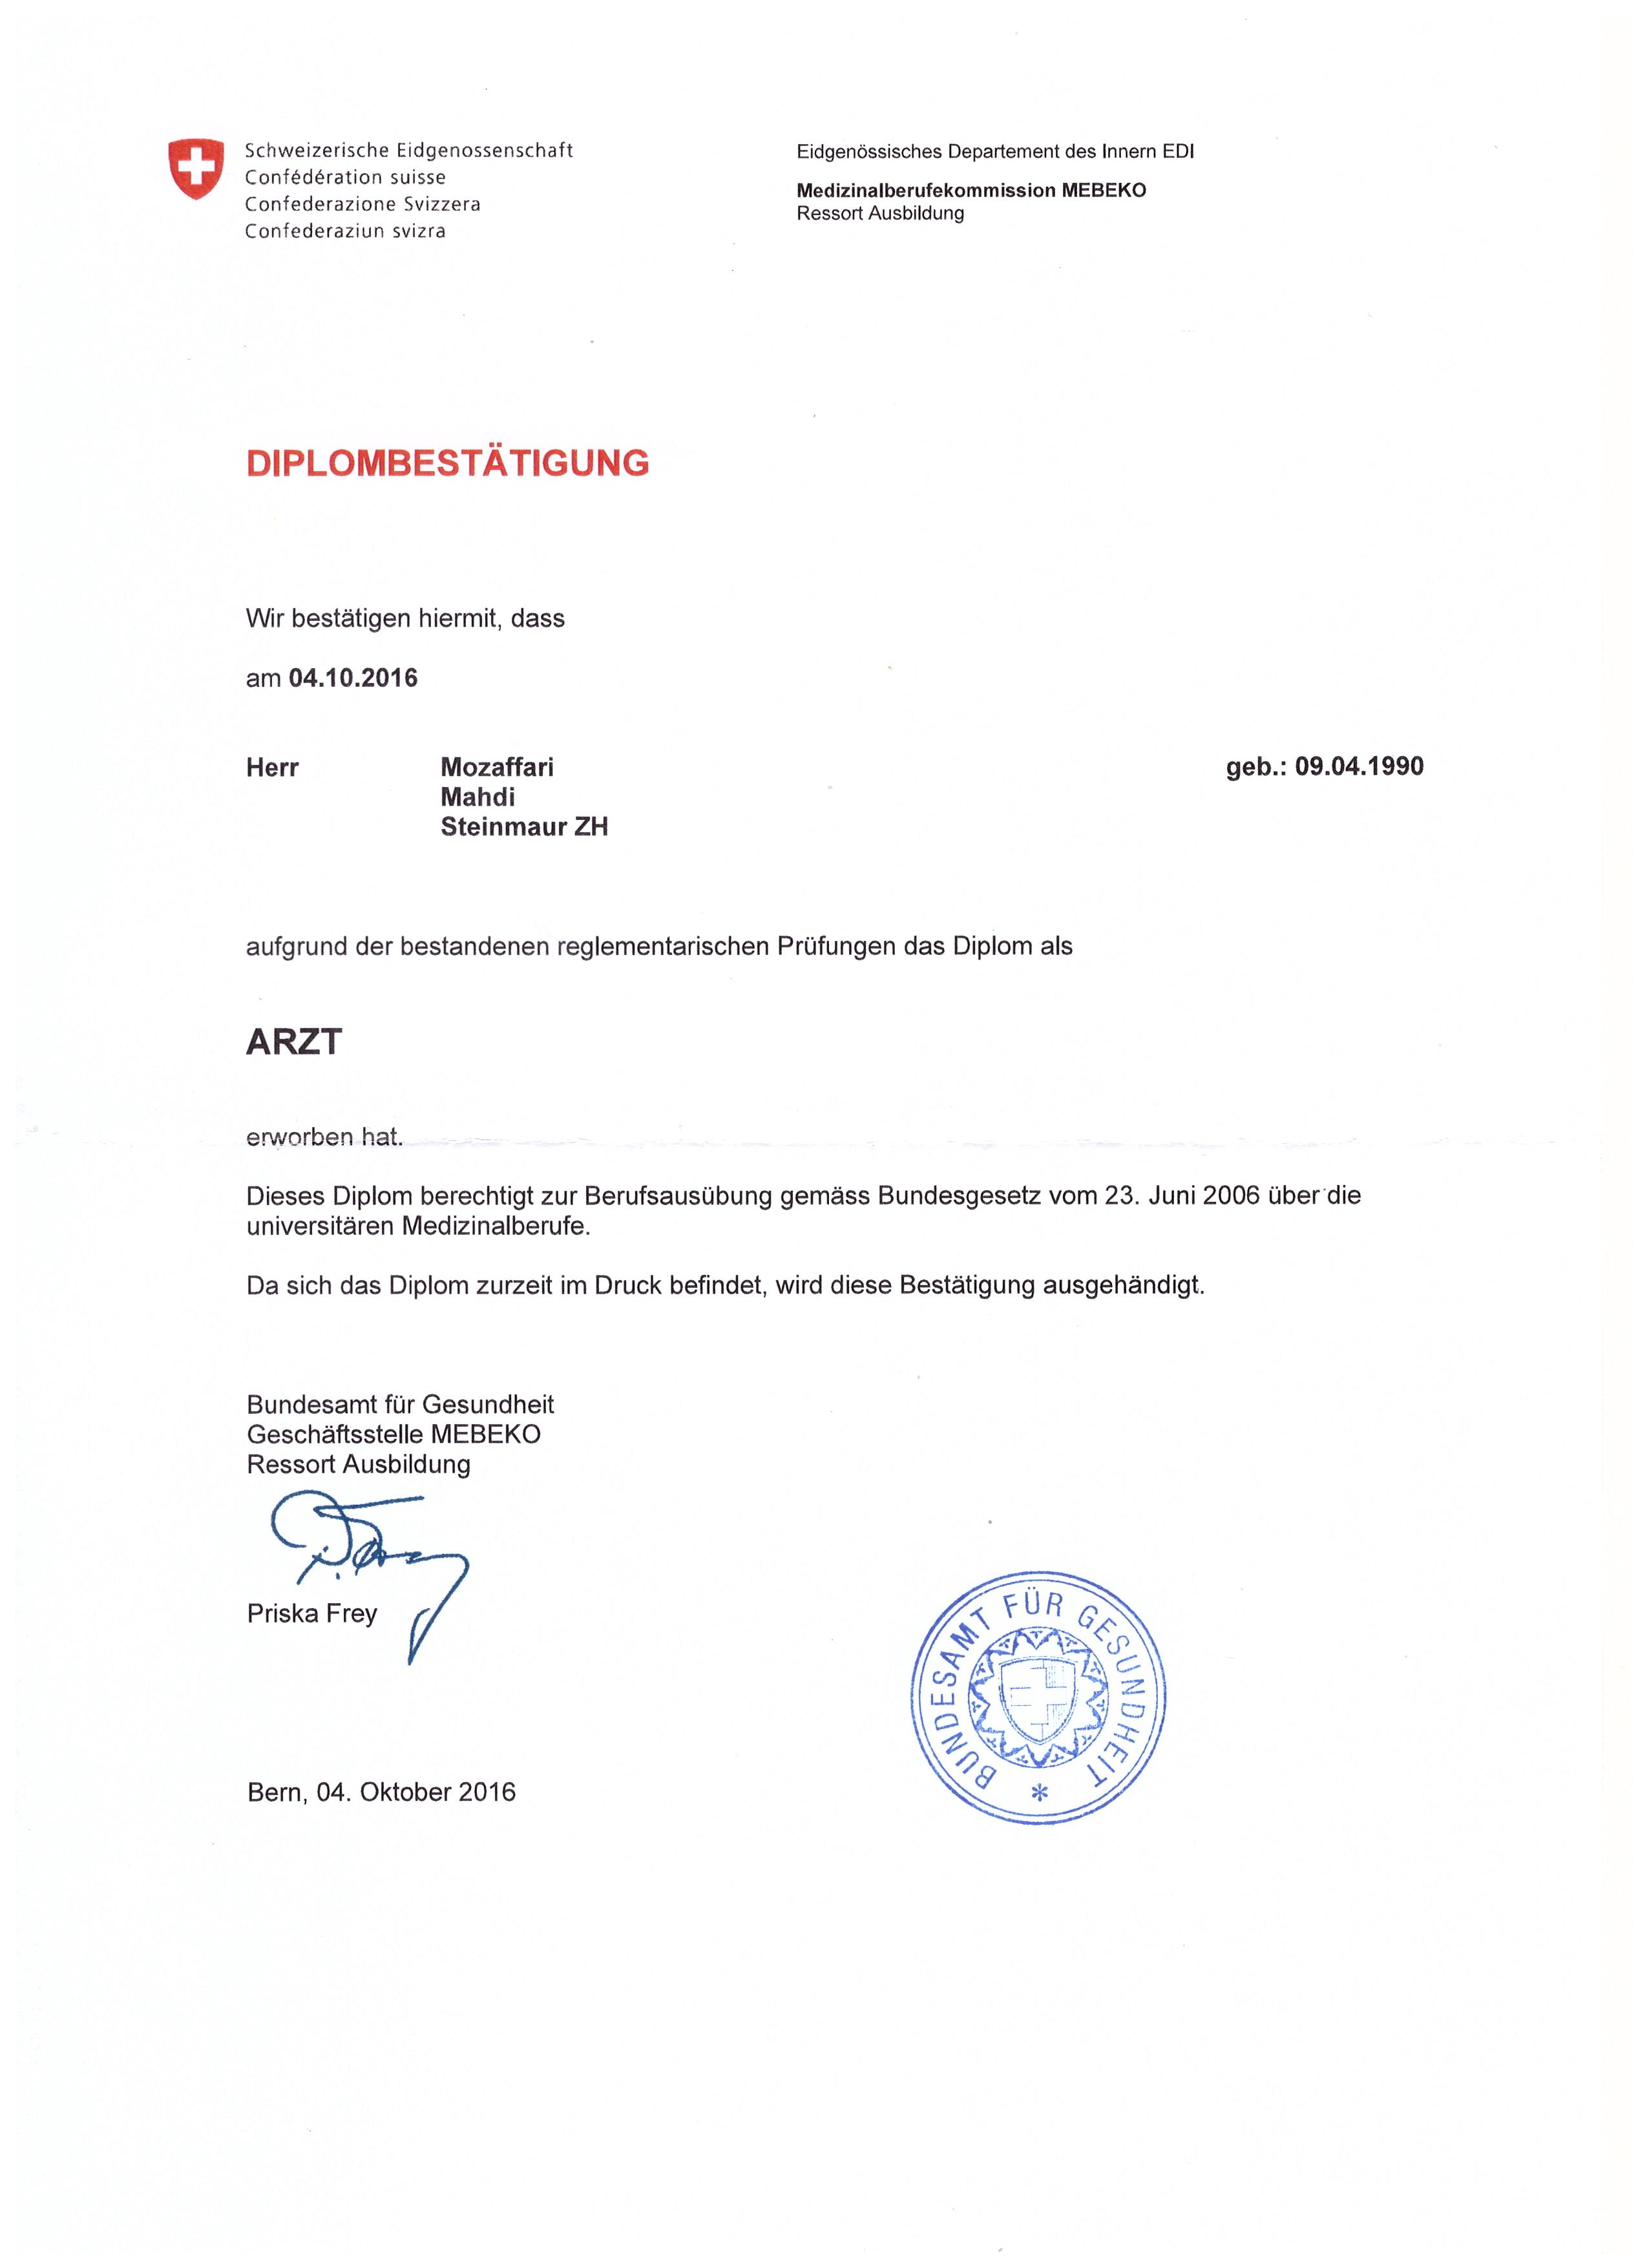 Schweizerische Eidgenossenschaft
Confédération suisse
Confederazione Svizzera
Confederaziun svizra
Eidgenössisches Departement des Innern EDI
Medizinalberufekommission MEBEKO
Ressort Ausbildung
DIPLOMBESTÄTIGUNG
Wir bestätigen hiermit, dass
am 04.10.2016
Herr Mozaffari geb.: 09.04.1990
Mahdi
Steinmaur ZH
aufgrund der bestandenen reglementarischen Prüfungen das Diplom als
ARZT
erworben hat.
Dieses Diplom berechtigt zur Berufsausübung gemäss Bundesgesetz vom 23. Juni 2006 über die
universitären Medizinalberufe.
Da sich das Diplom zurzeit im Druck befindet, wird diese Bestätigung ausgehändigt.
Bundesamt für Gesundheit
Geschäftsstelle MEBEKO
Ressort Ausbildung
Priska Frey
BUNDESAMT FÜR GESUNDHEIT *
Bern, 04. Oktober 2016